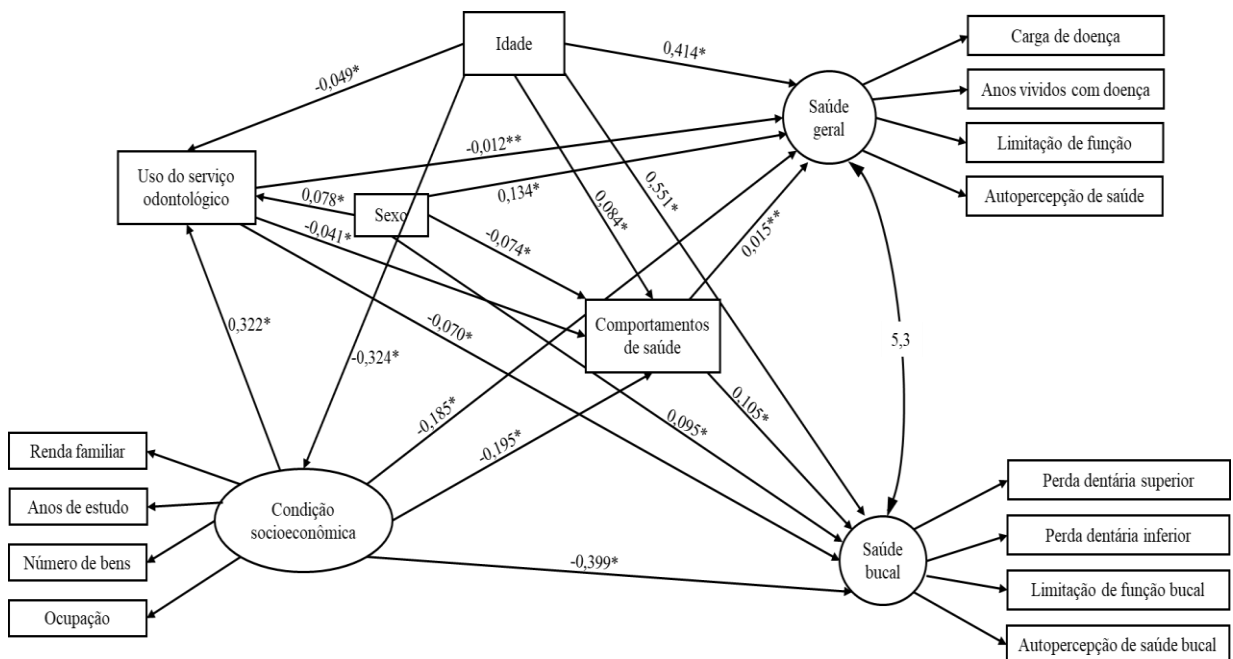 Idade
0,414*
Carga de doença
Anos vividos com doença
Limitação de função
Autopercepção de saúde
Saúde
geral
-0,049*
Uso do serviço
odontológico
-0,012**
0,078*
Sexo
0,134*
-0,041*
-0,074*
0,084*
0,551*
0,015**
Comportamentos
de saúde
0,322*
-0,324*
-0,070*
5,3
-0,185*
-0,195*
0,095*
0,105*
Renda familiar
Anos de estudo
Número de bens
Ocupação
Condição
socioeconômica
-0,399*
Saúde
bucal
Perda dentária superior
Perda dentária inferior
Limitação de função bucal
Autopercepção de saúde bucal